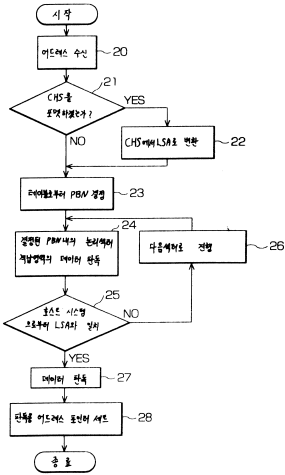 시작
어드레스 수신
20
21
CHS를
포맷하였는가?
YES
NO
CHS에서 LSA로 변환
22
테이블로부터 PBN 결정
23
24
결정된 PBN내의 논리섹터
격납영역의 데이터 판독
다음섹터로 진행
26
25
호스트 시스템
으로부터 LSA와 일치
NO
YES
데이터 판독
27
판독용 어드레스 포인터 세트
28
종료